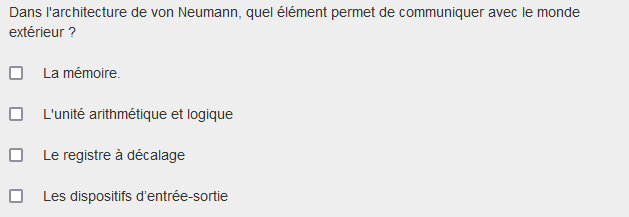 Dans l'architecture de von Neumann, quel élément permet de communiquer avec le monde
extérieur ?
La mémoire.
L'unité arithmétique et logique
Le registre à décalage
Les dispositifs d’entrée-sortie